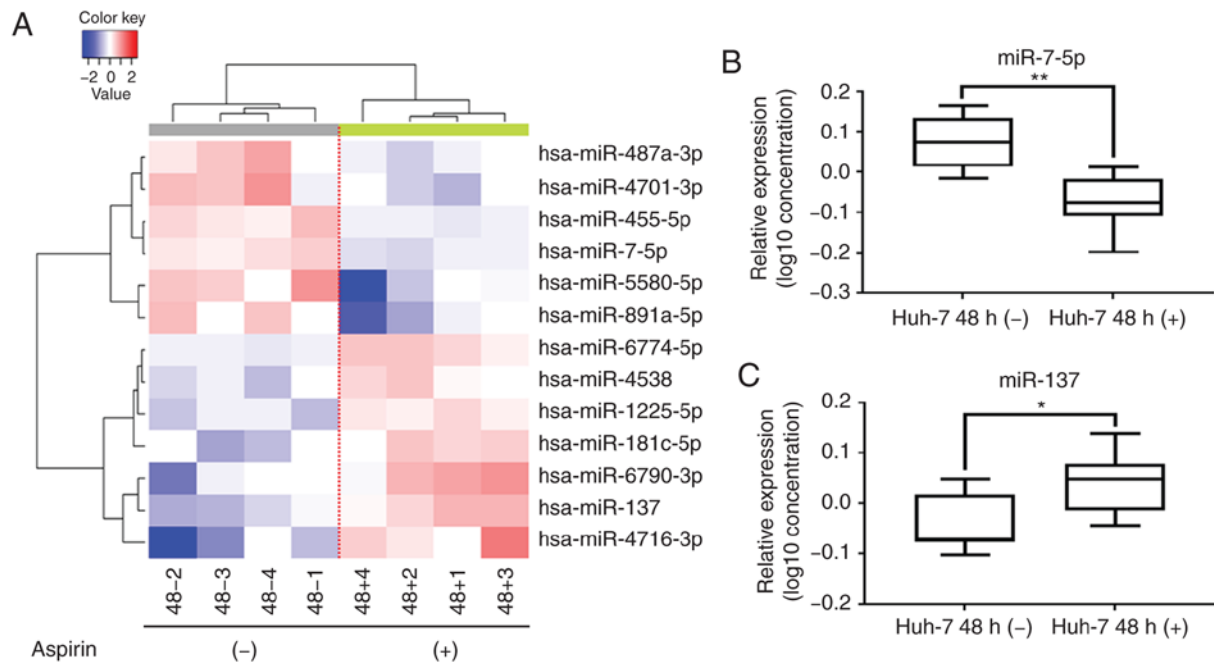 A
Color key
−2 0 2
Value
hsa-miR-487a-3p
hsa-miR-4701-3p
hsa-miR-455-5p
hsa-miR-7-5p
hsa-miR-5580-5p
hsa-miR-891a-5p
hsa-miR-6774-5p
hsa-miR-4538
hsa-miR-1225-5p
hsa-miR-181c-5p
hsa-miR-6790-3p
hsa-miR-137
hsa-miR-4716-3p
48−2 48−3 48−4 48−1 48+4 48+2 48+1 48+3
Aspirin (−) (+)
B
miR-7-5p
**
Relative expression
(log10 concentration)
0.2
0.1
0.0
−0.1
−0.2
−0.3
Huh-7 48 h (−) Huh-7 48 h (+)
C
miR-137
*
Relative expression
(log10 concentration)
0.2
0.1
0.0
−0.1
−0.2
Huh-7 48 h (−) Huh-7 48 h (+)